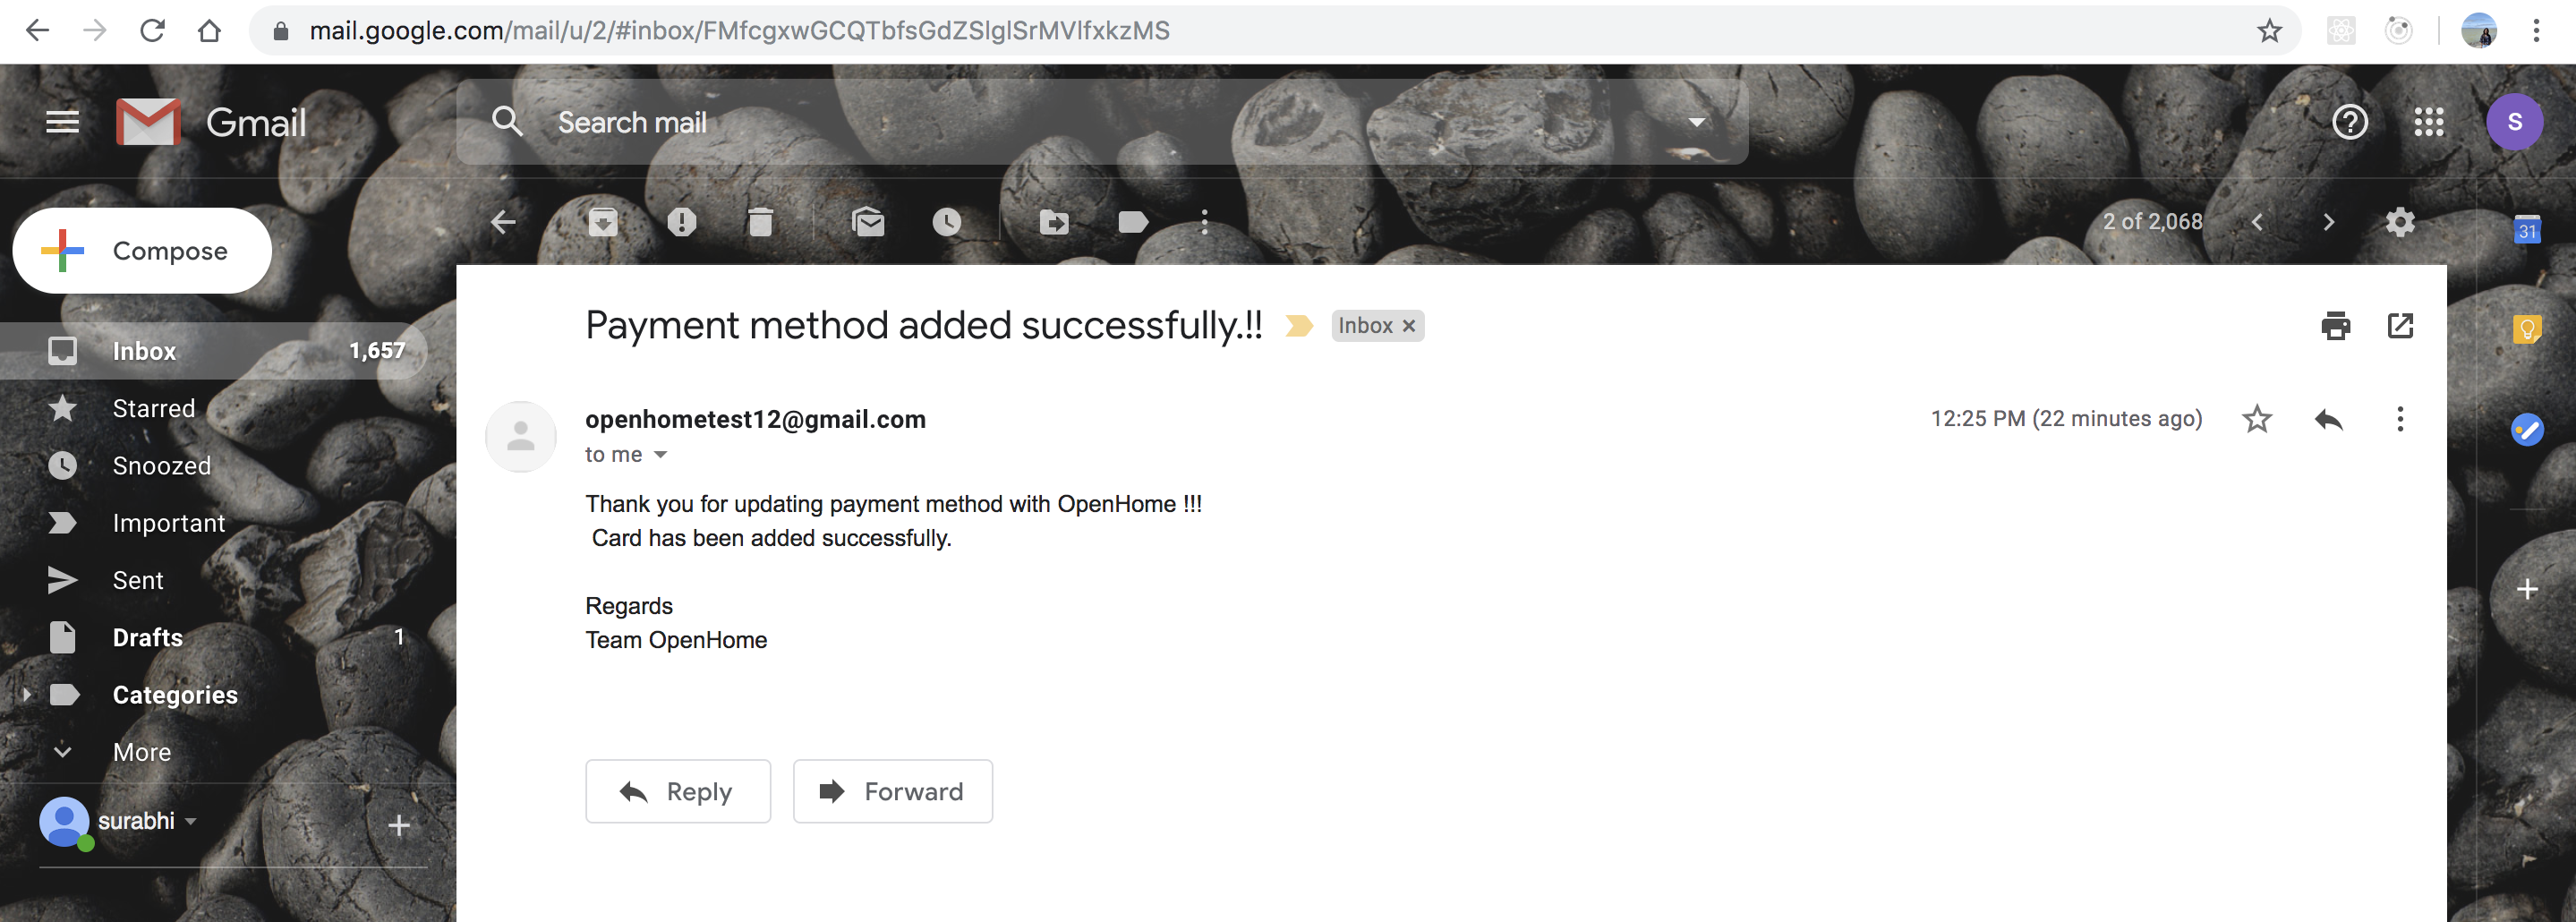 mail.google.com/mail/u/2/#inbox/FMfcgxwGCQTbfsGdZSlglSrMVlfxkzMS
Gmail
Search mail
S
Compose
2 of 2,068
31
Inbox 1,657
Starred
Snoozed
Important
Sent
Drafts 1
Categories
More
surabhi
Payment method added successfully.!! Inbox
openhometest12@gmail.com 12:25 PM (22 minutes ago)
to me
Thank you for updating payment method with OpenHome !!!
Card has been added successfully.
Regards
Team OpenHome
Reply Forward